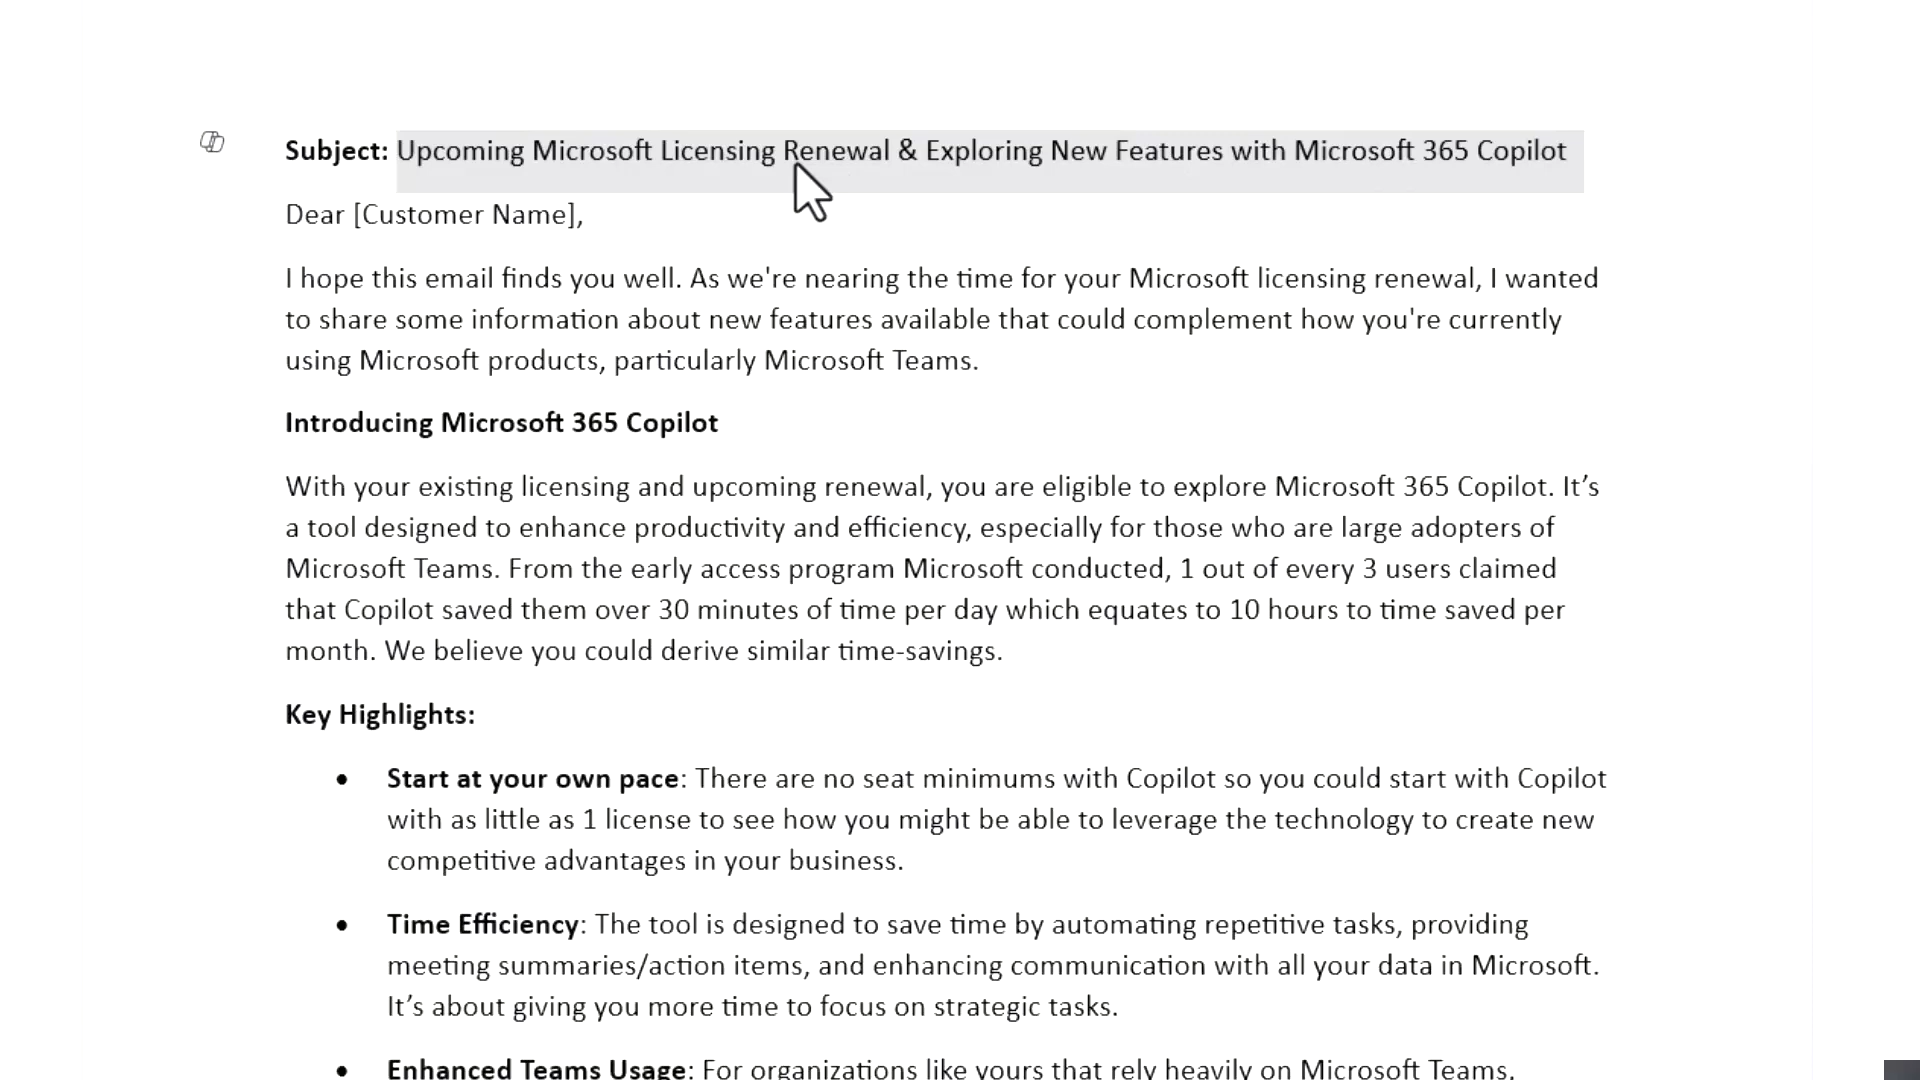 Subject: Upcoming Microsoft Licensing Renewal & Exploring New Features with Microsoft 365 Copilot
Dear [Customer Name],
I hope this email finds you well. As we're nearing the time for your Microsoft licensing renewal, I wanted
to share some information about new features available that could complement how you're currently
using Microsoft products, particularly Microsoft Teams.
Introducing Microsoft 365 Copilot
With your existing licensing and upcoming renewal, you are eligible to explore Microsoft 365 Copilot. It’s
a tool designed to enhance productivity and efficiency, especially for those who are large adopters of
Microsoft Teams. From the early access program Microsoft conducted, 1 out of every 3 users claimed
that Copilot saved them over 30 minutes of time per day which equates to 10 hours to time saved per
month. We believe you could derive similar time-savings.
Key Highlights:
• Start at your own pace: There are no seat minimums with Copilot so you could start with Copilot
with as little as 1 license to see how you might be able to leverage the technology to create new
competitive advantages in your business.
• Time Efficiency: The tool is designed to save time by automating repetitive tasks, providing
meeting summaries/action items, and enhancing communication with all your data in Microsoft.
It’s about giving you more time to focus on strategic tasks.
• Enhanced Teams Usage: For organizations like yours that rely heavily on Microsoft Teams,